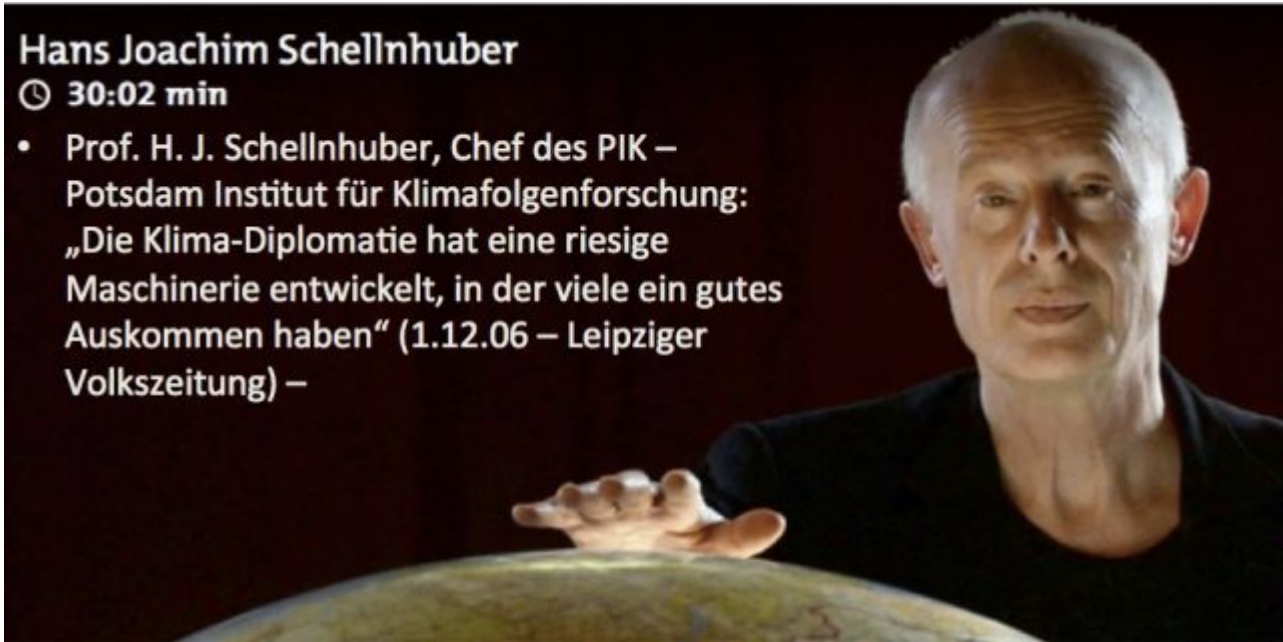 Hans Joachim Schellnhuber
30:02 min
• Prof. H. J. Schellnhuber, Chef des PIK –
Potsdam Institut für Klimafolgenforschung:
„Die Klima-Diplomatie hat eine riesige
Maschinerie entwickelt, in der viele ein gutes
Auskommen haben“ (1.12.06 – Leipziger
Volkszeitung) –